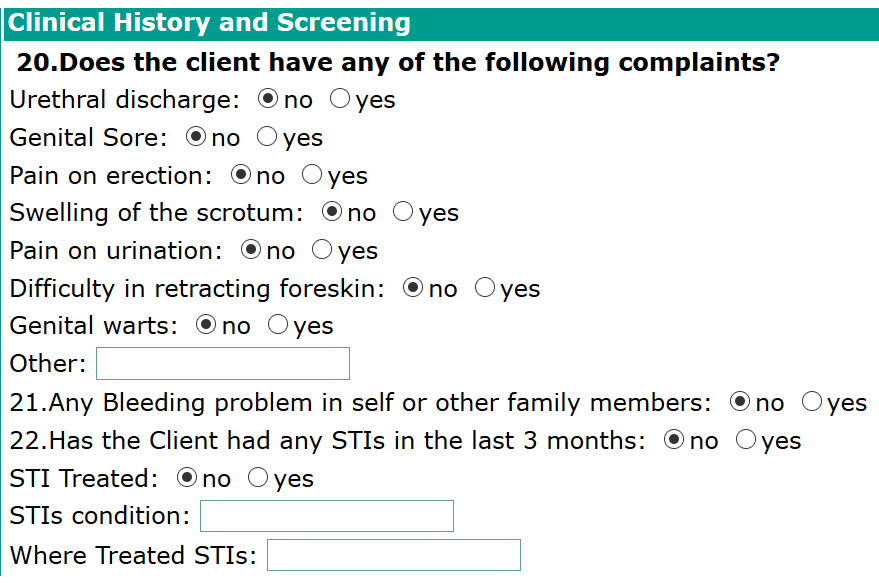 Clinical History and Screening
20.Does the client have any of the following complaints?
Urethral discharge: no yes
Genital Sore: no yes
Pain on erection: no yes
Swelling of the scrotum: no yes
Pain on urination: no yes
Difficulty in retracting foreskin: no yes
Genital warts: no yes
Other:
21.Any Bleeding problem in self or other family members: no yes
22.Has the Client had any STIs in the last 3 months: no yes
STI Treated: no yes
STIs condition:
Where Treated STIs: